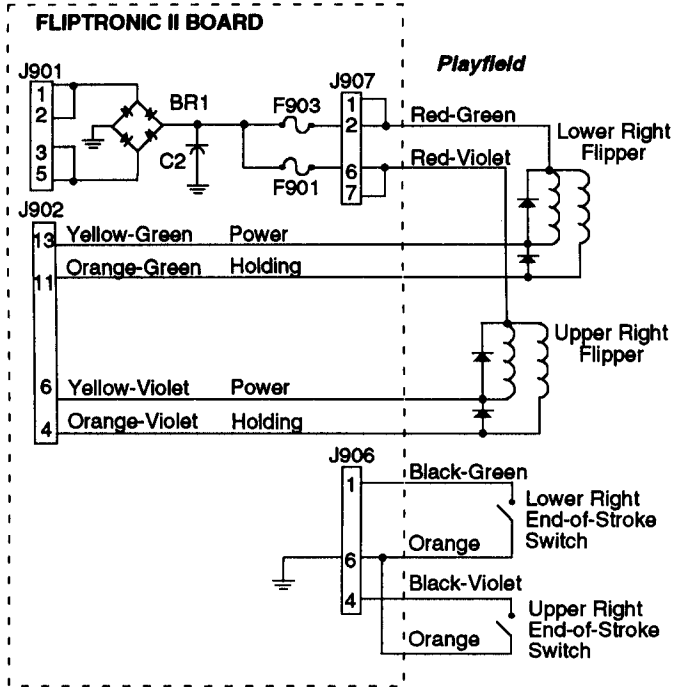 FLIPTRONIC II BOARD
J901
1
2
3
5
BR1
C2
F903
F901
J907
1
2
6
7
Playfield
Red-Green
Red-Violet
Lower Right
Flipper
J902
13 Yellow-Green Power
11 Orange-Green Holding
6 Yellow-Violet Power
4 Orange-Violet Holding
Upper Right
Flipper
J906
1
6
4
Black-Green
Orange
Lower Right
End-of-Stroke
Switch
Black-Violet
Orange
Upper Right
End-of-Stroke
Switch